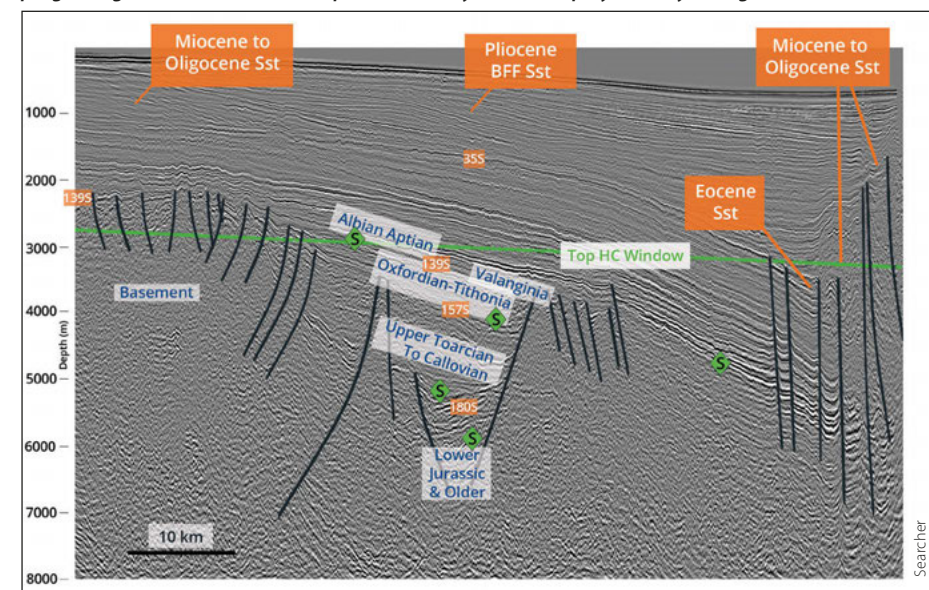 Miocene to
Oligocene Sst
Pliocene
BFF Sst
Miocene to
Oligocene Sst
1000
35S
2000
139S
Eocene
Sst
Albian Aptian
3000
S
139S
Top HC Window
Oxfordian-Tithonia
Valanginia
Basement
4000
157S
S
Depth (m)
Upper Toarcian
To Callovian
S
5000
S
180S
6000
S
Lower
Jurassic
& Older
7000
10 km
8000
Searcher